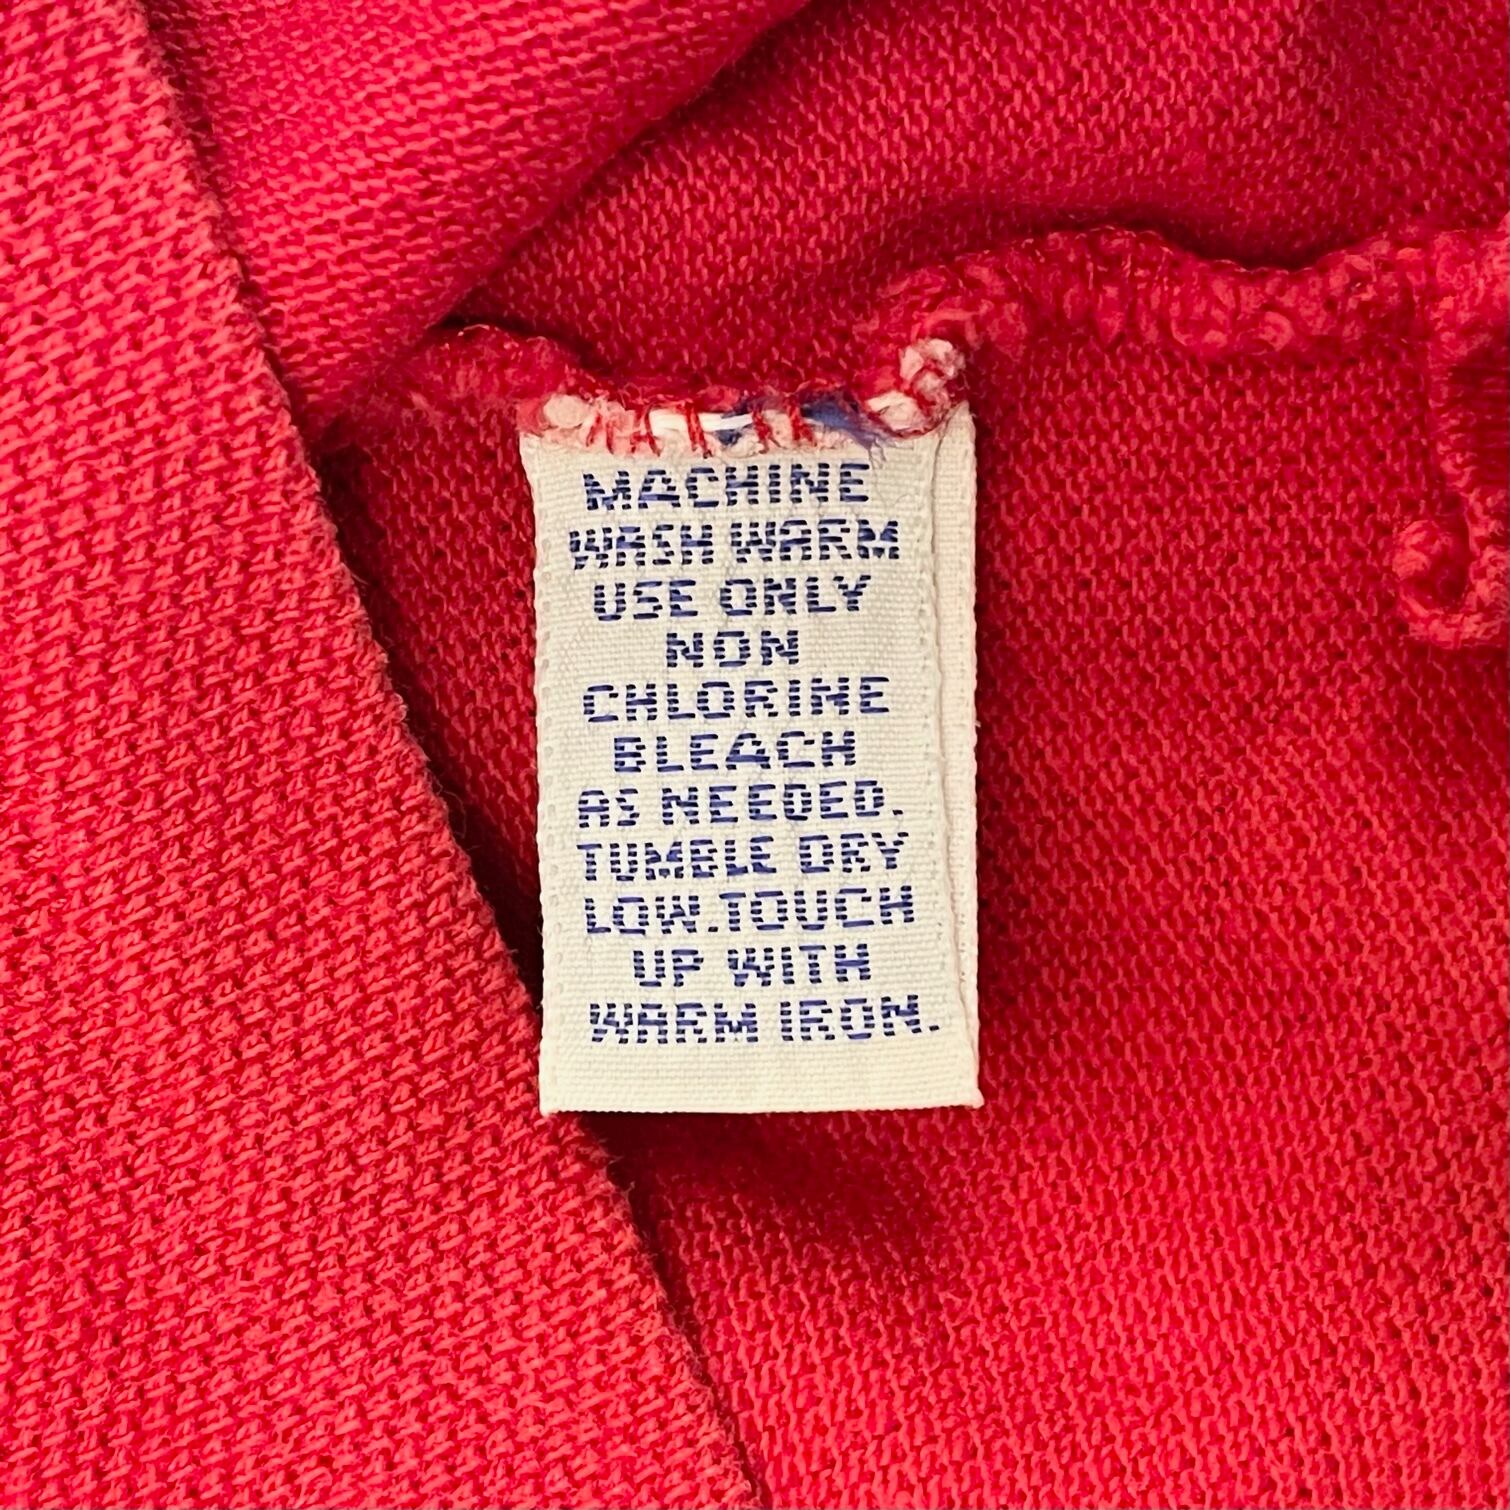 MACHINE
WASH WARM
USE ONLY
NON
CHLORINE
BLEACH
AS NEEDED.
TUMBLE DRY
LOW.TOUCH
UP WITH
WARM IRON.